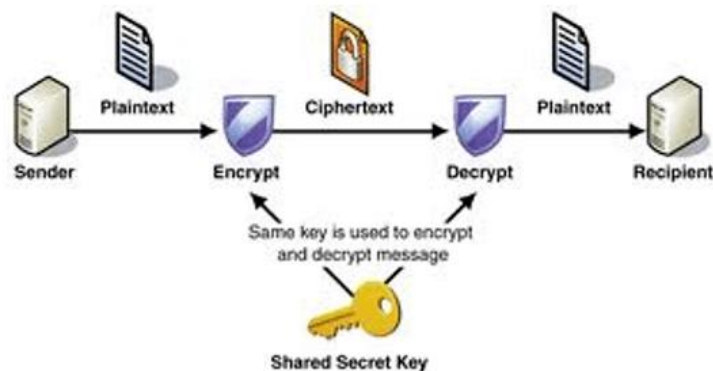 Plaintext
Ciphertext
Plaintext
Sender
Encrypt
Decrypt
Recipient
Same key is used to encrypt
and decrypt message
Shared Secret Key